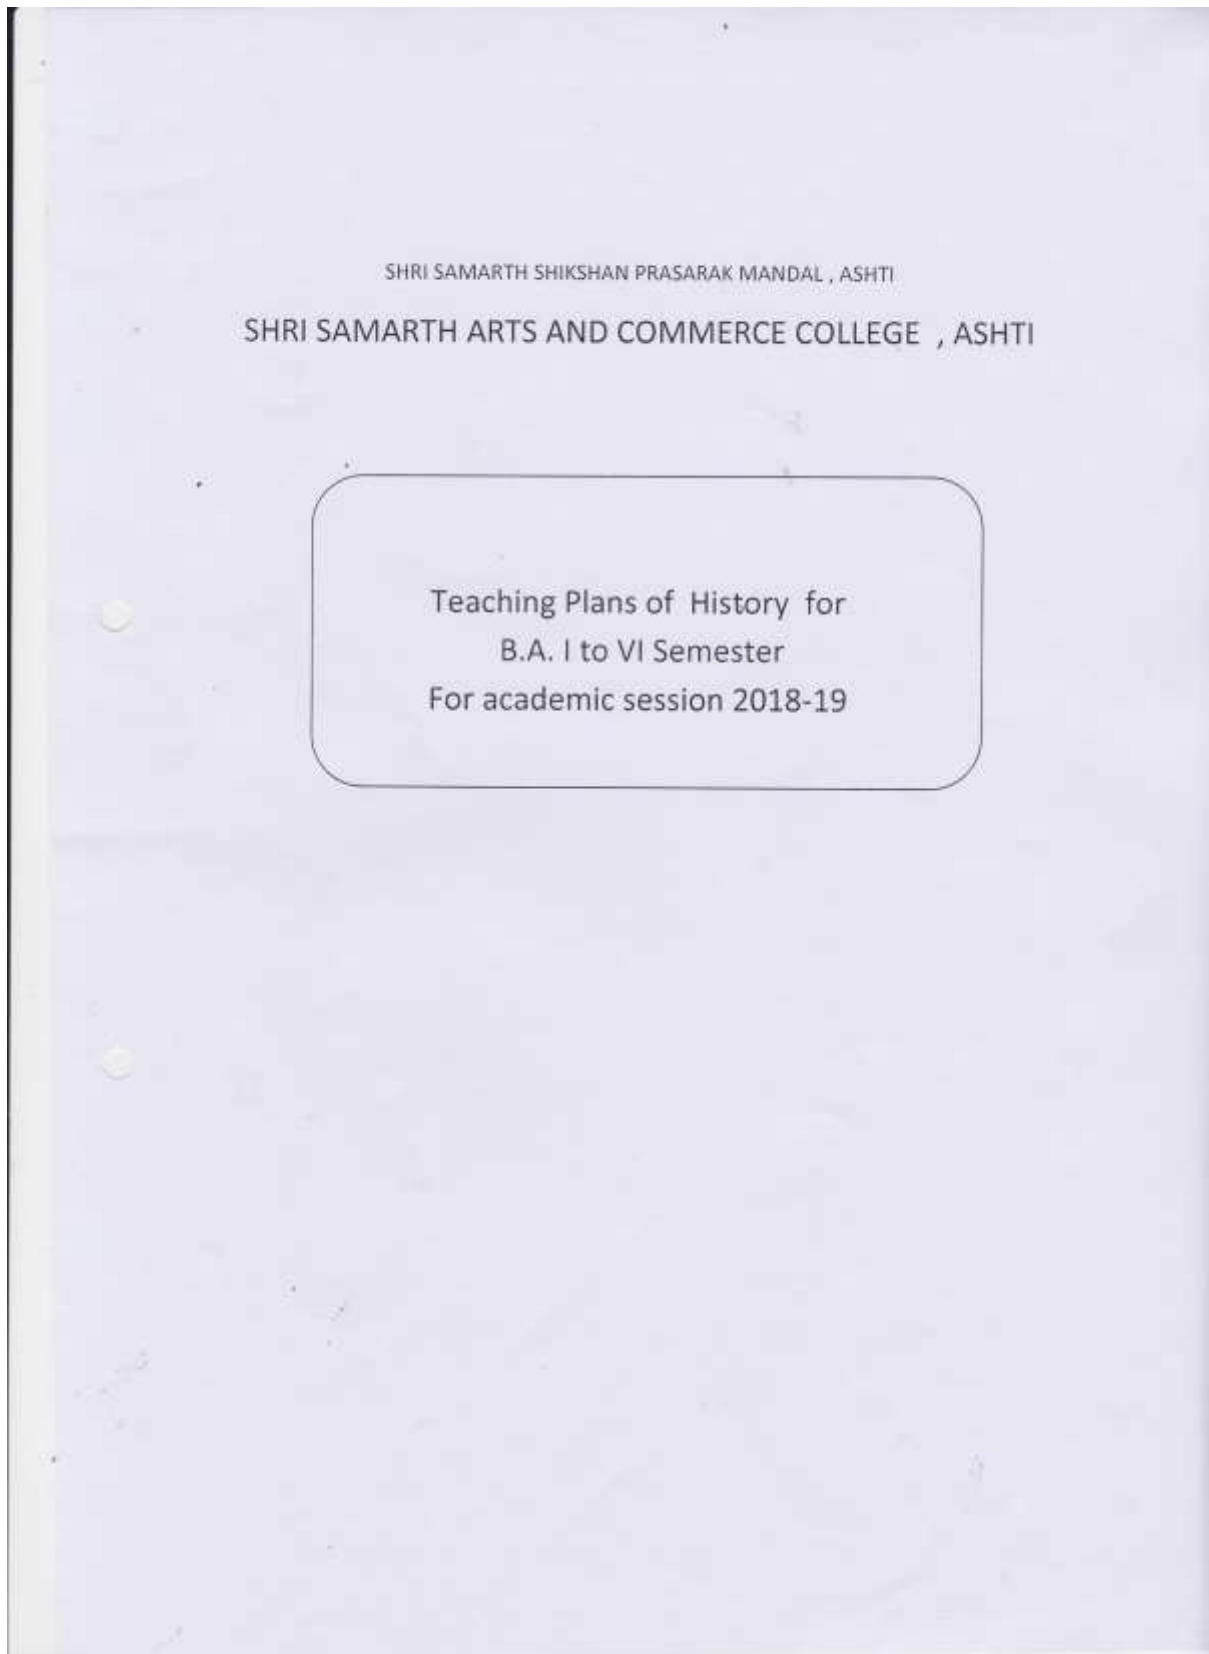 SHRI SAMARTH SHIKSHAN PRASARAK MANDAL , ASHTI
SHRI SAMARTH ARTS AND COMMERCE COLLEGE , ASHTI
Teaching Plans of History for
B.A. I to VI Semester
For academic session 2018-19